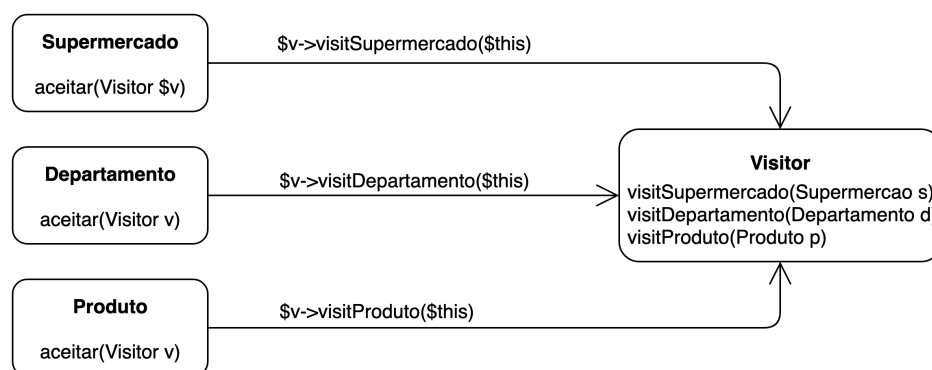 Supermercado
aceitar(Visitor $v)
$v->visitSupermercado($this)
Departamento
aceitar(Visitor v)
$v->visitDepartamento($this)
Visitor
visitSupermercado(Supermercao s)
visitDepartamento(Departamento d
visitProduto(Produto p)
Produto
aceitar(Visitor v)
$v->visitProduto($this)